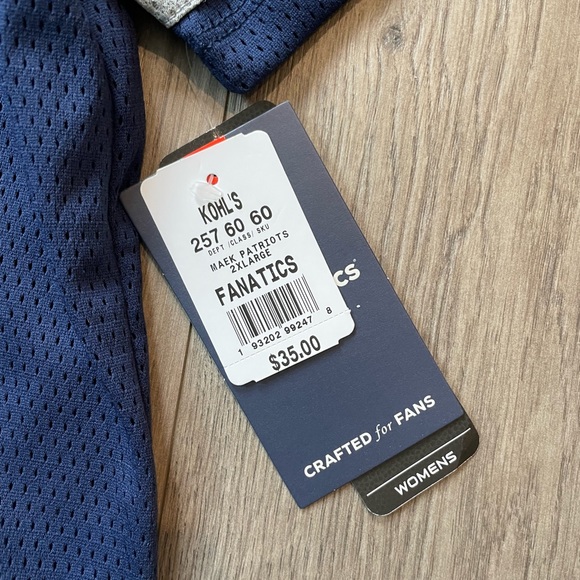 KOHL'S
257 60 60
DEPT /CLASS/ SKU
MAEK PATRIOTS
2XLARGE
FANATICS
1 93202 99247 8
$35.00
CS
CRAFTED for FANS
WOMENS